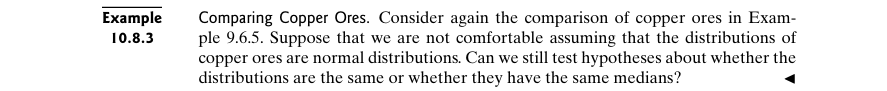 Example
10.8.3
Comparing Copper Ores. Consider again the comparison of copper ores in Exam-
ple 9.6.5. Suppose that we are not comfortable assuming that the distributions of
copper ores are normal distributions. Can we still test hypotheses about whether the
distributions are the same or whether they have the same medians? ◄